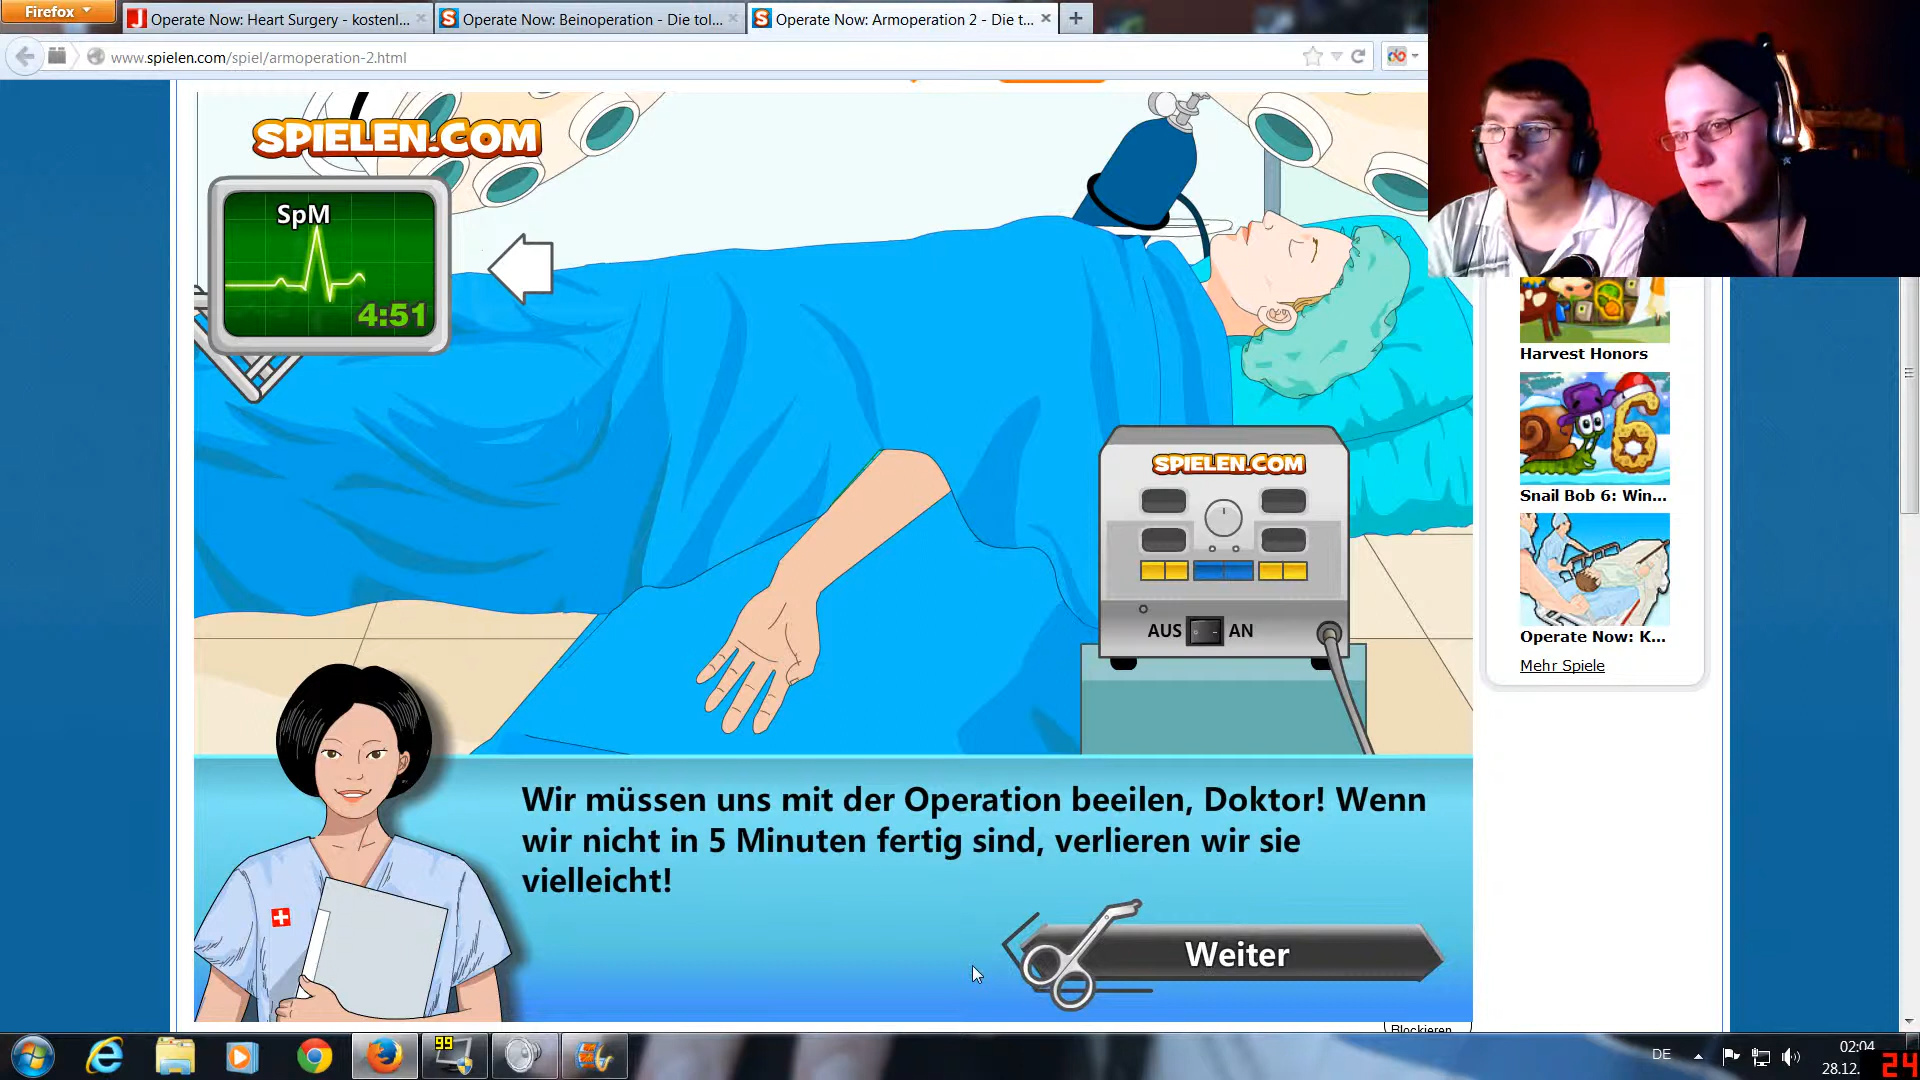 Firefox
Operate Now: Heart Surgery - kostenl...
Operate Now: Beinoperation - Die tol...
Operate Now: Armoperation 2 - Die t...
www.spielen.com/spiel/armoperation-2.html
SPIELEN.COM
SpM
4:51
Harvest Honors
Snail Bob 6: Win...
Operate Now: K...
Mehr Spiele
SPIELEN.COM
AUS
AN
Wir müssen uns mit der Operation beeilen, Doktor! Wenn
wir nicht in 5 Minuten fertig sind, verlieren wir sie
vielleicht!
Weiter
Blockieren
99
DE
02:04
28.12.
24